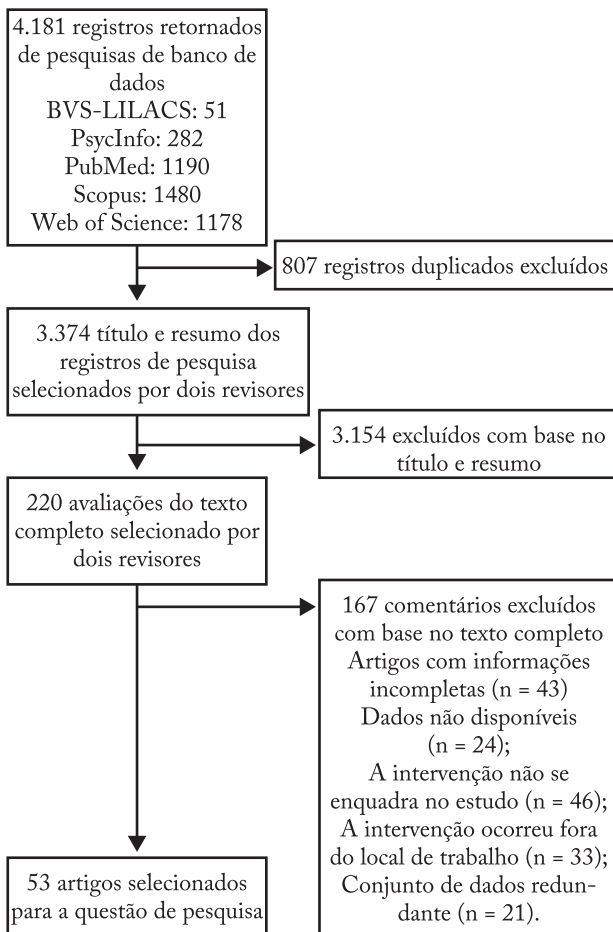 4.181 registros retornados
de pesquisas de banco de
dados
BVS-LILACS: 51
PsycInfo: 282
PubMed: 1190
Scopus: 1480
Web of Science: 1178
807 registros duplicados excluídos
3.374 título e resumo dos
registros de pesquisa
selecionados por dois revisores
3.154 excluídos com base no
título e resumo
220 avaliações do texto
completo selecionado por
dois revisores
167 comentários excluídos
com base no texto completo
Artigos com informações
incompletas (n = 43)
Dados não disponíveis
(n = 24);
A intervenção não se
enquadra no estudo (n = 46);
A intervenção ocorreu fora
do local de trabalho (n = 33);
Conjunto de dados redun-
dante (n = 21).
53 artigos selecionados
para a questão de pesquisa